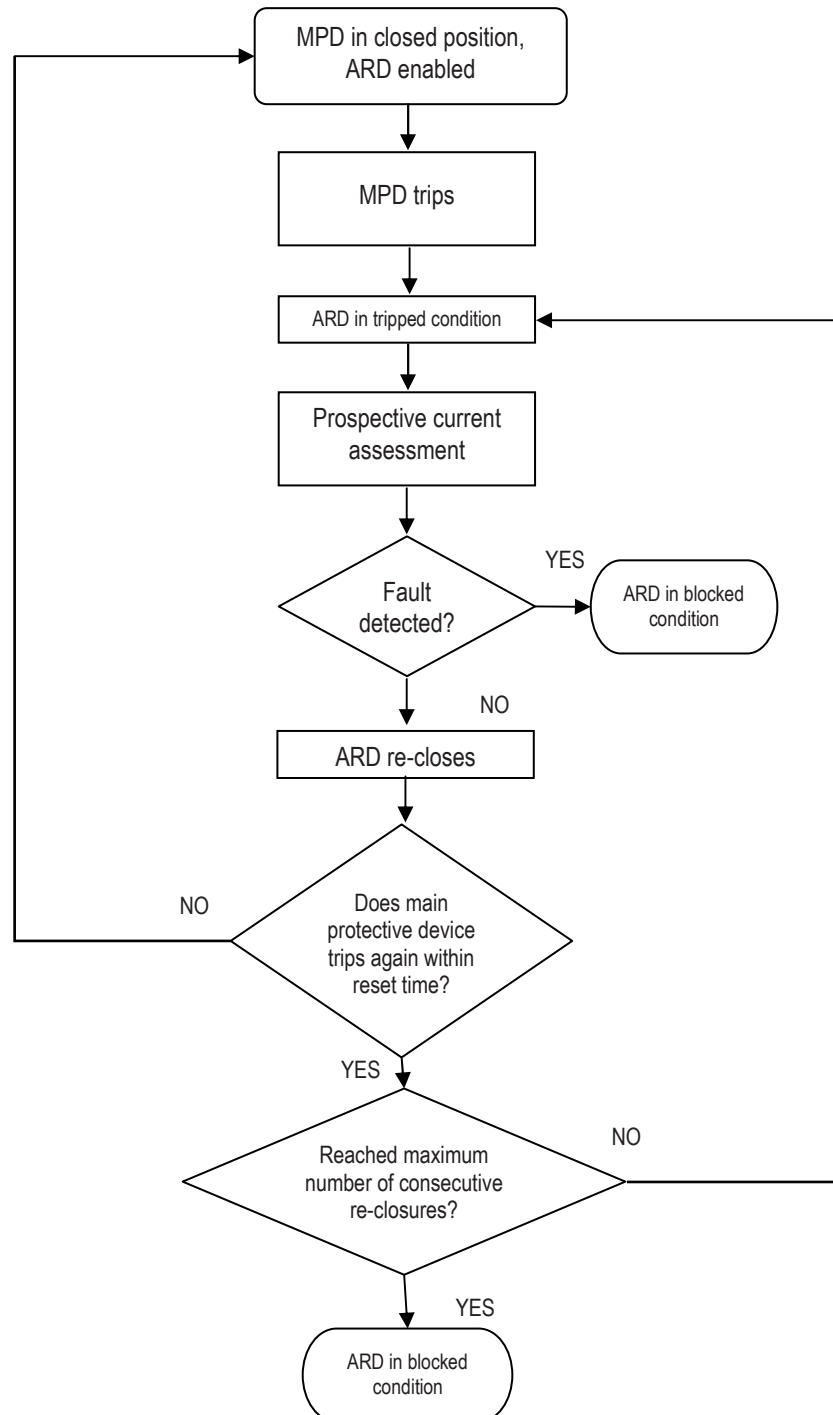 MPD in closed position,
ARD enabled
MPD trips
ARD in tripped condition
Prospective current
assessment
Fault
detected?
YES
ARD in blocked
condition
NO
ARD re-closes
Does main
protective device
trips again within
reset time?
NO
YES
Reached maximum
number of consecutive
re-closures?
NO
YES
ARD in blocked
condition